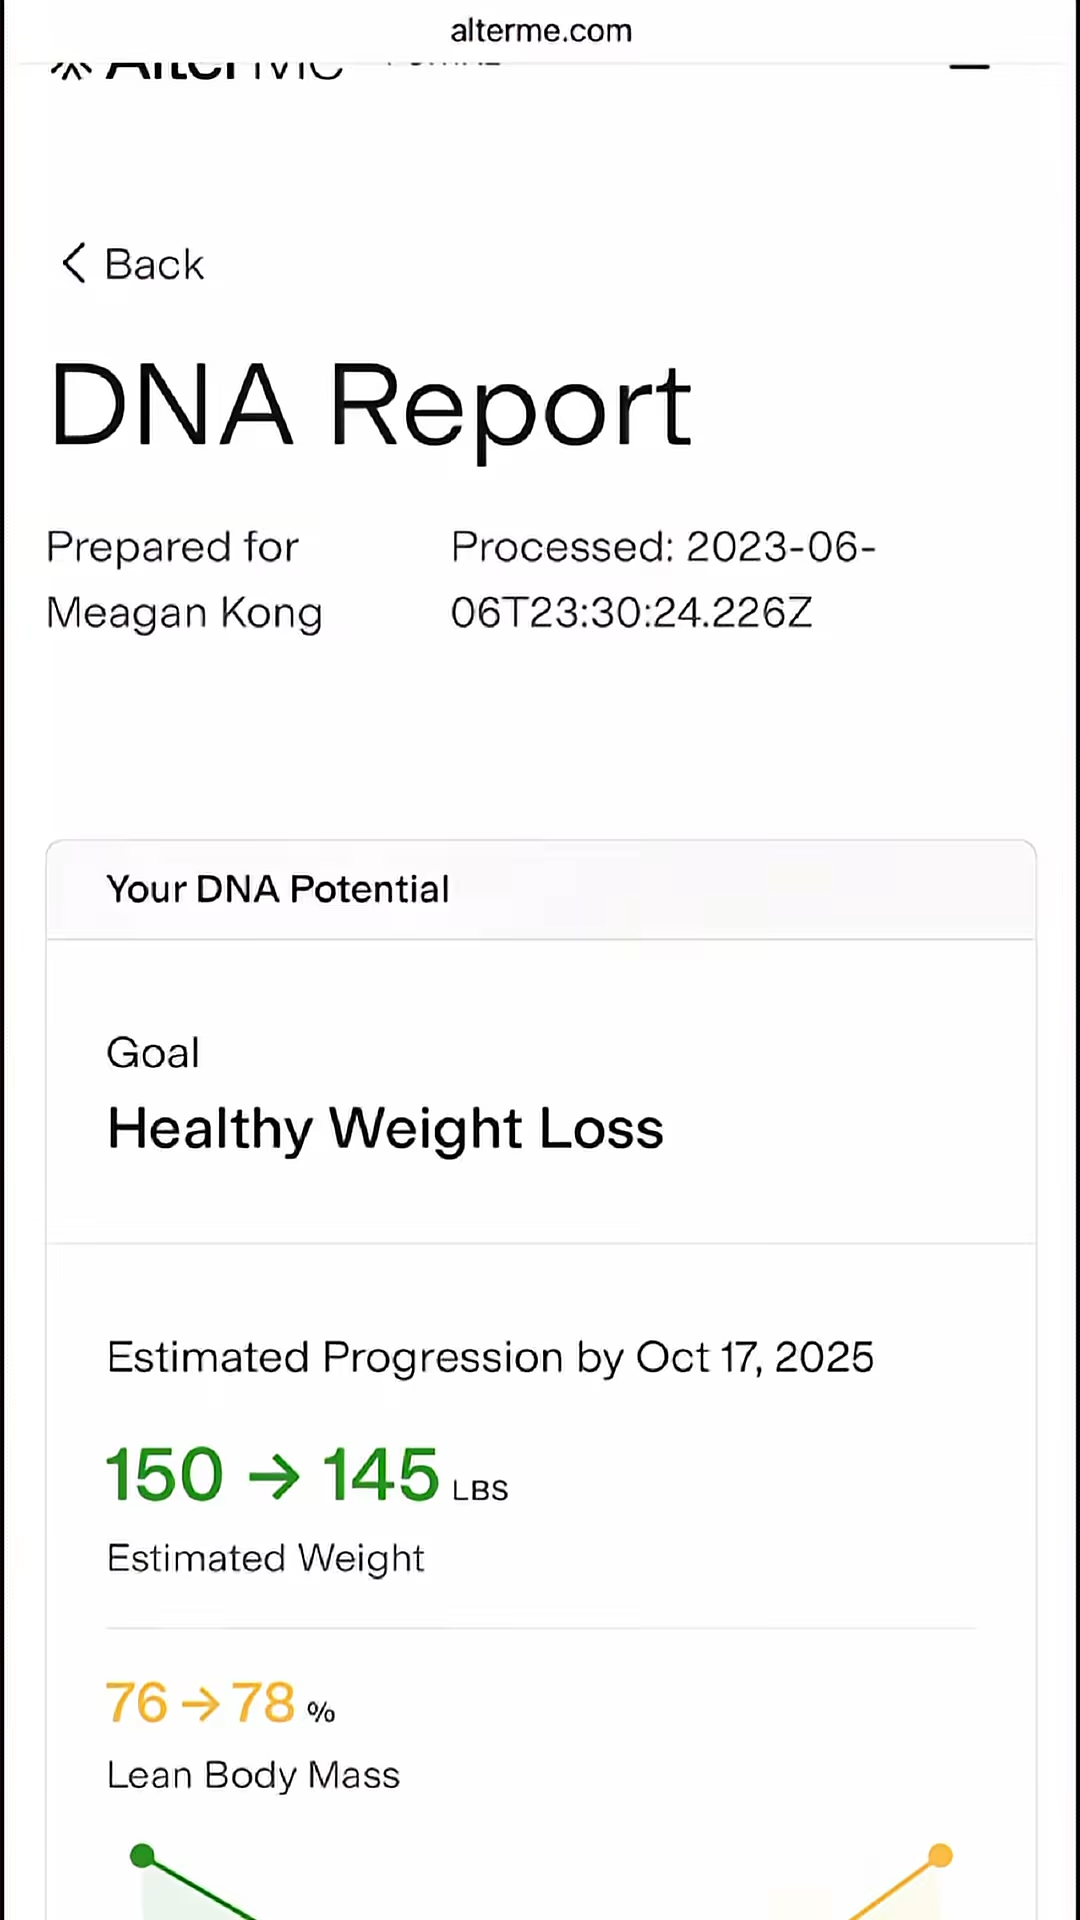 alterme.com
Back
DNA Report
Prepared for
Meagan Kong
Processed: 2023-06-
06T23:30:24.226Z
Your DNA Potential
Goal
Healthy Weight Loss
Estimated Progression by Oct 17, 2025
150 → 145 LBS
Estimated Weight
76 → 78 %
Lean Body Mass